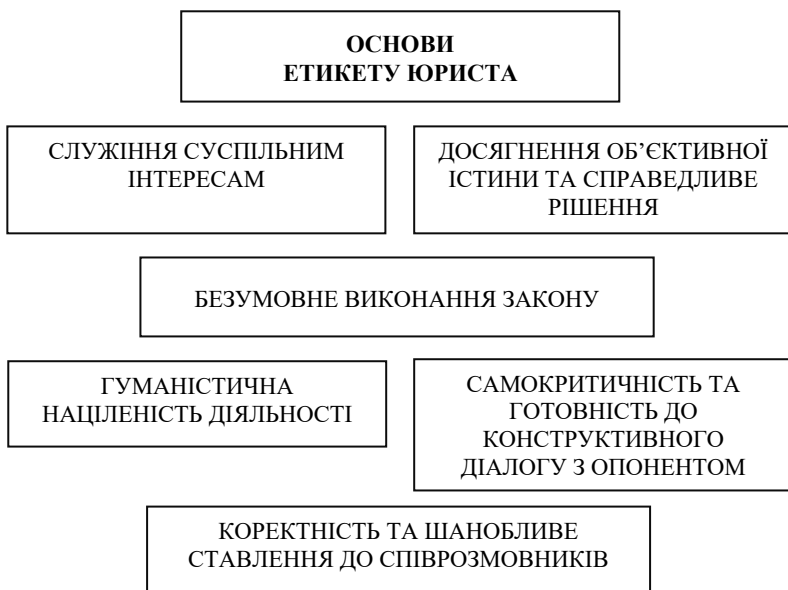 ОСНОВИ
ЕТИКЕТУ ЮРИСТА
СЛУЖІННЯ СУСПІЛЬНИМ
ІНТЕРЕСАМ
ДОСЯГНЕННЯ ОБ’ЄКТИВНОЇ
ІСТИНИ ТА СПРАВЕДЛИВЕ
РІШЕННЯ
БЕЗУМОВНЕ ВИКОНАННЯ ЗАКОНУ
ГУМАНІСТИЧНА
НАЦІЛЕНІСТЬ ДІЯЛЬНОСТІ
САМОКРИТИЧНІСТЬ ТА
ГОТОВНІСТЬ ДО
КОНСТРУКТИВНОГО
ДІАЛОГУ З ОПОНЕНТОМ
КОРЕКТНІСТЬ ТА ШАНОБЛИВЕ
СТАВЛЕННЯ ДО СПІВРОЗМОВНИКІВ